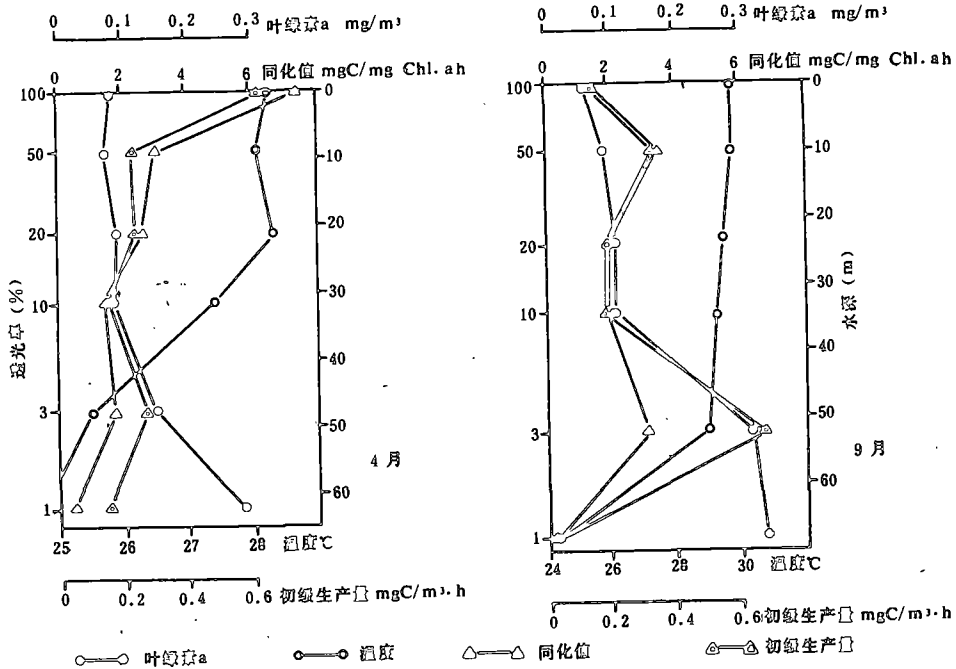 0 0.1 0.2 0.3 叶绿素a mg/m³
0 2 4 6 同化值 mgC/mg Chl.ah
100
50
20
10
3
1
透光率 (%)
0
10
20
30
40
50
60
4月
25 26 27 28 温度℃
0 0.2 0.4 0.6 初级生产量 mgC/m³·h
0 0.1 0.2 0.3 叶绿素a mg/m³
0 2 4 6 同化值 mgC/mg Chl.ah
100
50
20
10
3
1
0
10
20
30
40
50
60
水深 (m)
9月
24 26 28 30 温度℃
0 0.2 0.4 0.6 初级生产量 mgC/m³·h
叶绿素a 温度 同化值 初级生产量